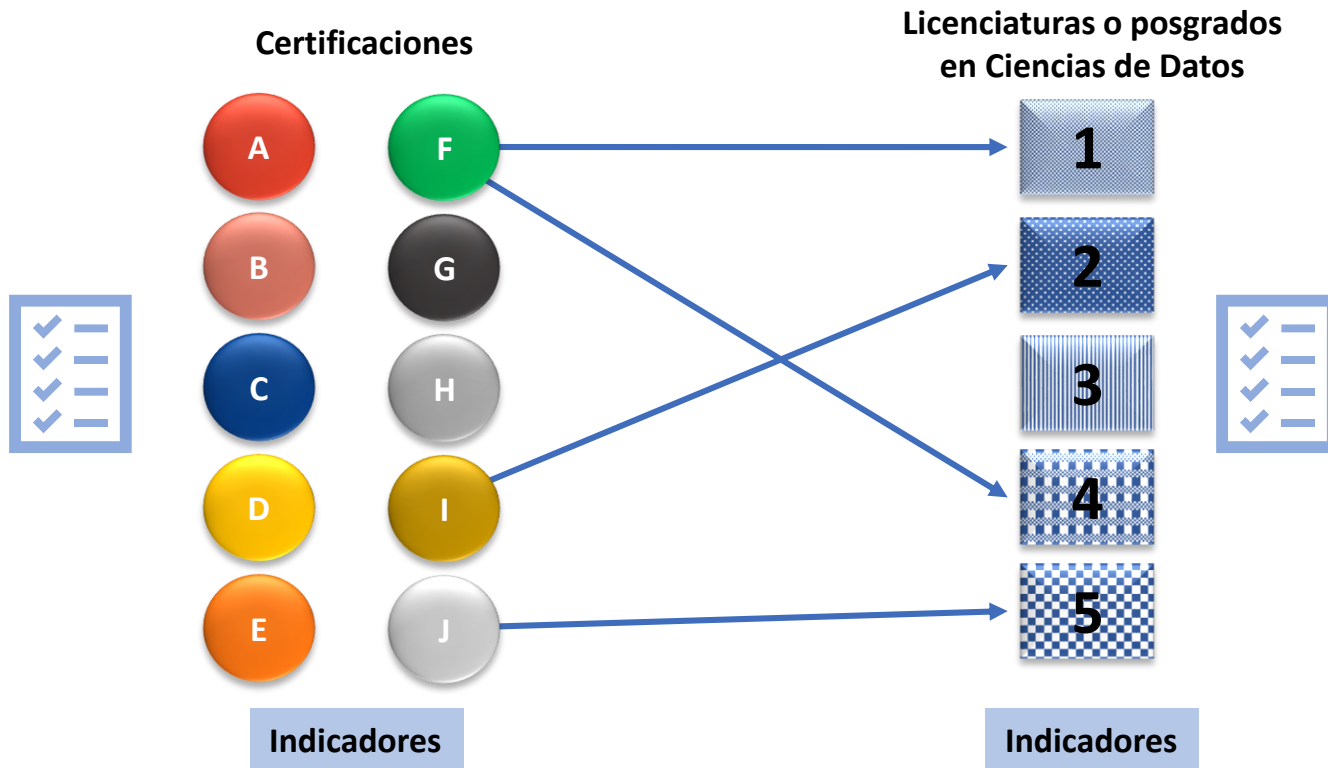 Certificaciones
Licenciaturas o posgrados
en Ciencias de Datos
A
F
1
B
G
2
C
H
3
D
I
4
E
J
5
Indicadores
Indicadores